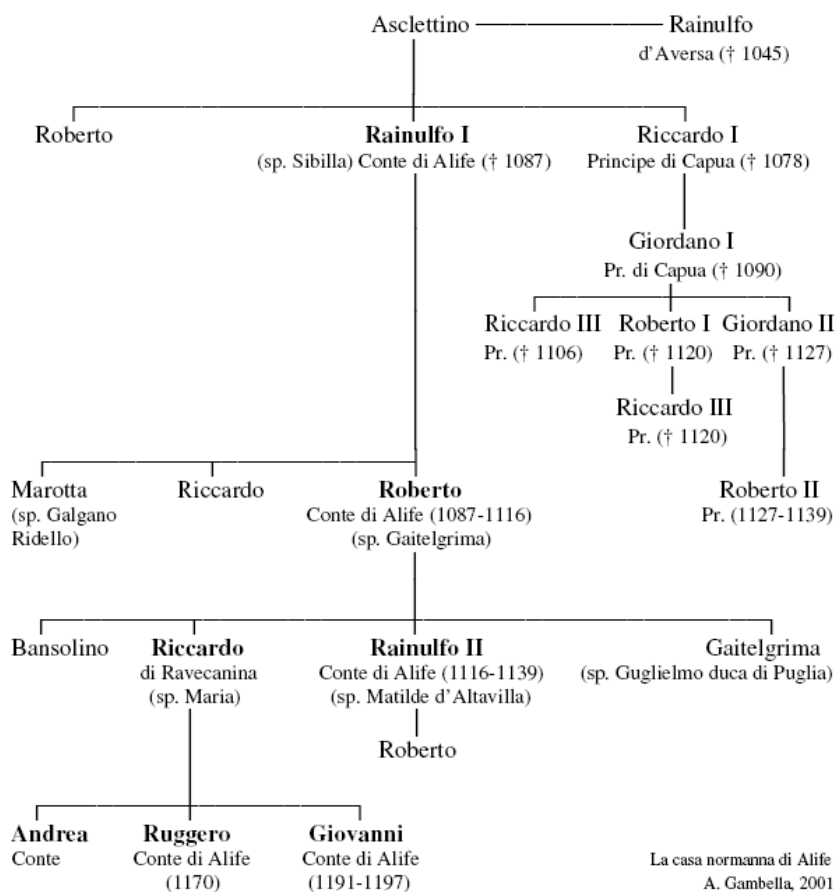 Asclettino Rainulfo
d'Aversa († 1045)
Roberto Rainulfo I Riccardo I
(sp. Sibilla) Conte di Alife († 1087) Principe di Capua († 1078)
Giordano I
Pr. di Capua († 1090)
Riccardo III Roberto I Giordano II
Pr. († 1106) Pr. († 1120) Pr. († 1127)
Riccardo III
Pr. († 1120)
Marotta Riccardo Roberto Roberto II
(sp. Galgano Conte di Alife (1087-1116) Pr. (1127-1139)
Ridello) (sp. Gaitelgrima)
Bansolino Riccardo Rainulfo II Gaitelgrima
di Ravecanina Conte di Alife (1116-1139) (sp. Guglielmo duca di Puglia)
(sp. Maria) (sp. Matilde d'Altavilla)
Roberto
Andrea Ruggero Giovanni
Conte Conte di Alife Conte di Alife La casa normanna di Alife
(1170) (1191-1197) A. Gambella, 2001